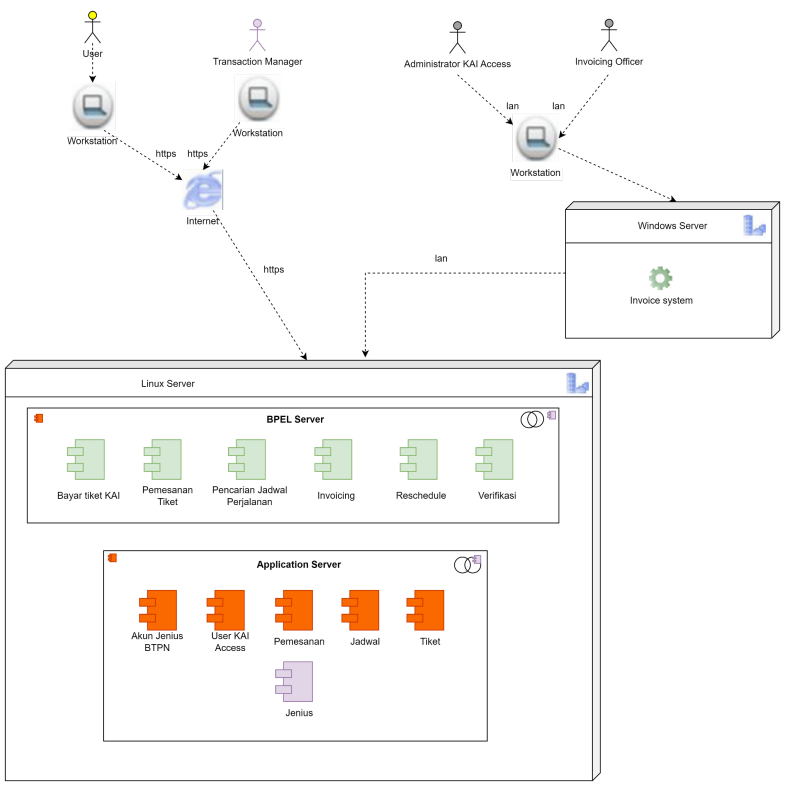 User
Transaction Manager
Administrator KAI Access
Invoicing Officer
Workstation
Workstation
lan
lan
https
https
Workstation
Internet
Windows Server
lan
https
Invoice system
Linux Server
BPEL Server
Bayar tiket KAI
Pemesanan
Tiket
Pencarian Jadwal
Perjalanan
Invoicing
Reschedule
Verifikasi
Application Server
Akun Jenius
BTPN
User KAI
Access
Pemesanan
Jadwal
Tiket
Jenius